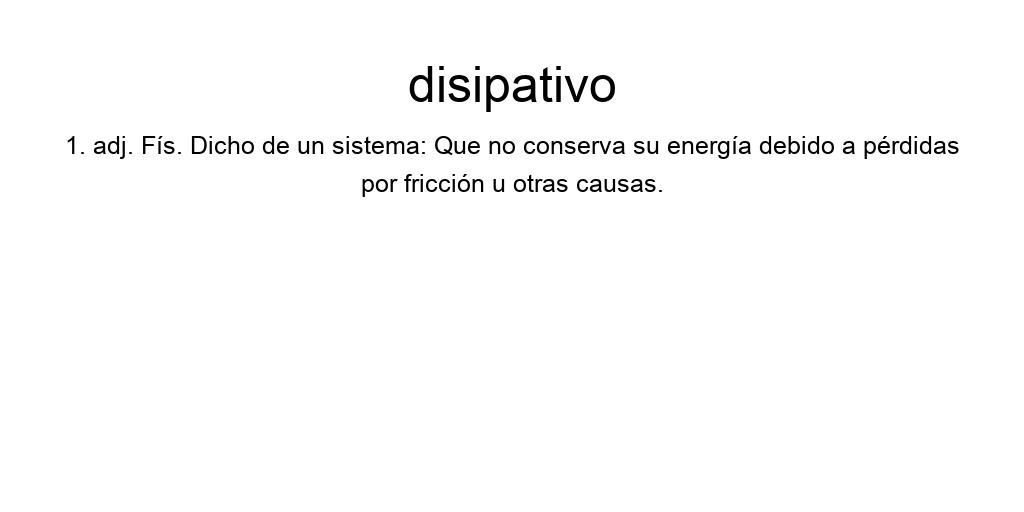 disipativo
1. adj. Fís. Dicho de un sistema: Que no conserva su energía debido a pérdidas
por fricción u otras causas.